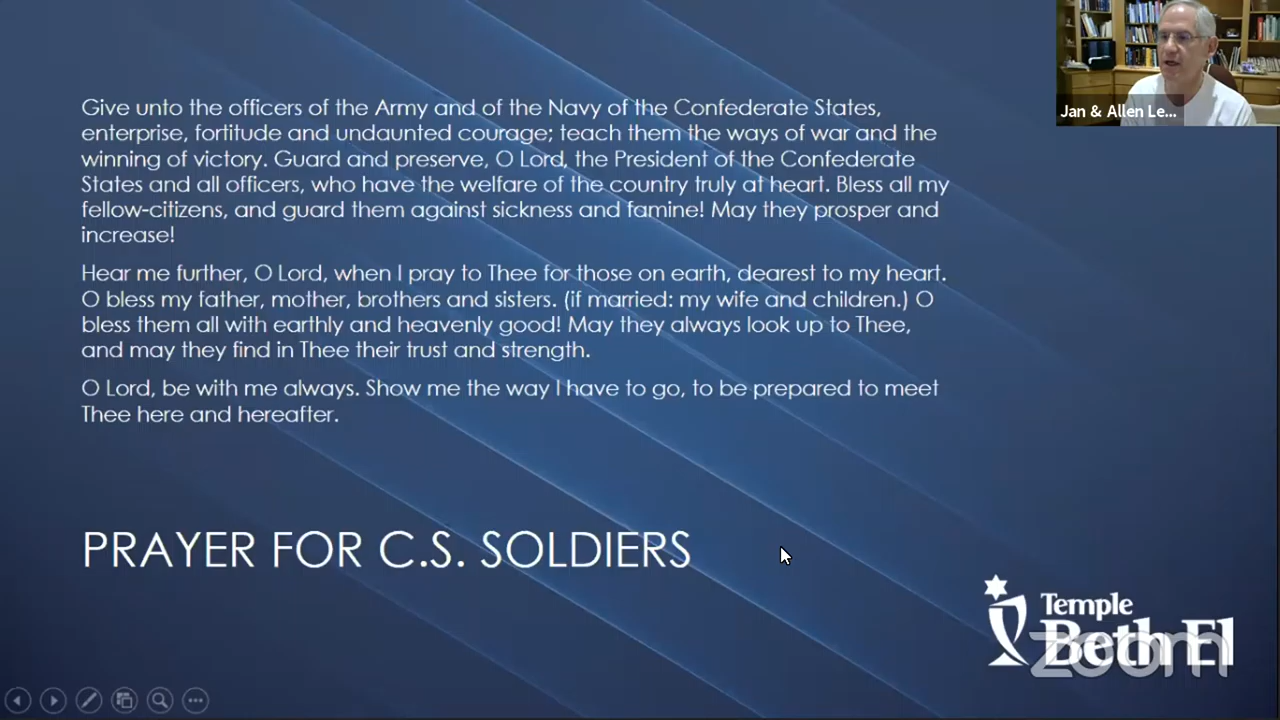 Give unto the officers of the Army and of the Navy of the Confederate States,
enterprise, fortitude and undaunted courage; teach them the ways of war and the
winning of victory. Guard and preserve, O Lord, the President of the Confederate
States and all officers, who have the welfare of the country truly at heart. Bless all my
fellow-citizens, and guard them against sickness and famine! May they prosper and
increase!
Hear me further, O Lord, when I pray to Thee for those on earth, dearest to my heart.
O bless my father, mother, brothers and sisters. (if married: my wife and children.) O
bless them all with earthly and heavenly good! May they always look up to Thee,
and may they find in Thee their trust and strength.
O Lord, be with me always. Show me the way I have to go, to be prepared to meet
Thee here and hereafter.
PRAYER FOR C.S. SOLDIERS
Jan & Allen Le...
Temple
Beth El
zoom